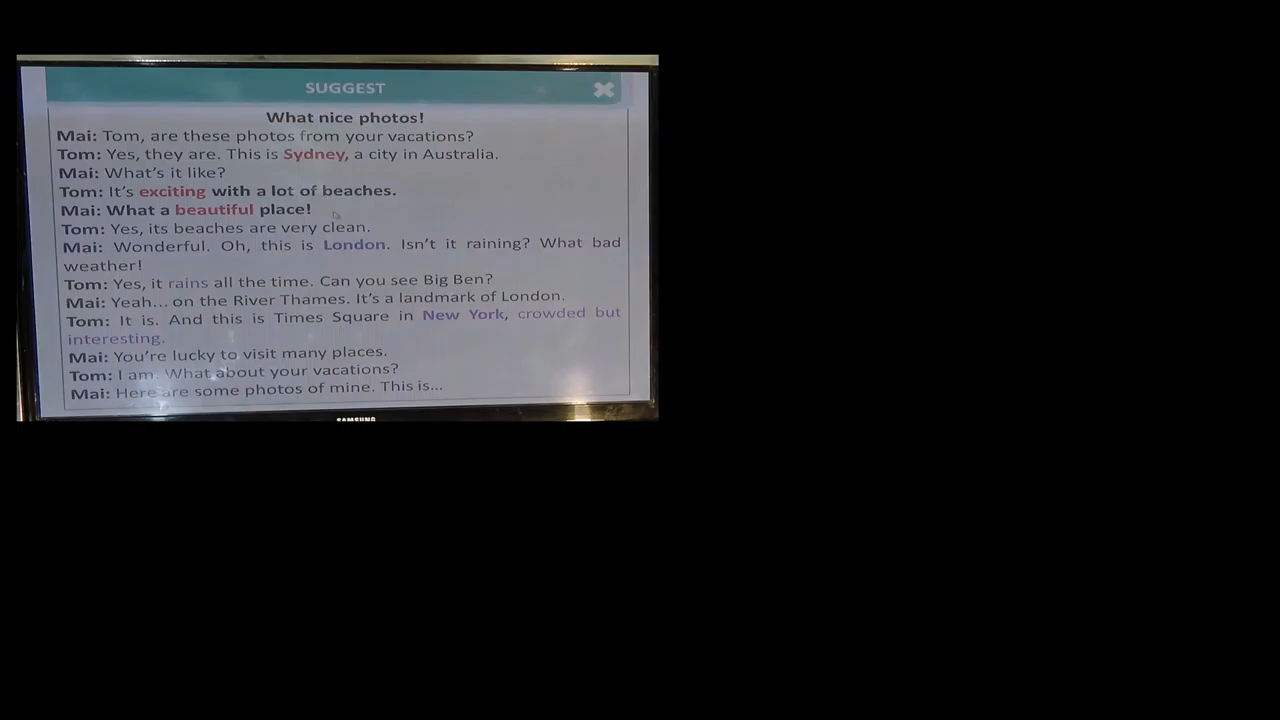 SUGGEST
What nice photos!
Mai: Tom, are these photos from your vacations?
Tom: Yes, they are. This is Sydney, a city in Australia.
Mai: What's it like?
Tom: It's exciting with a lot of beaches.
Mai: What a beautiful place!
Tom: Yes, its beaches are very clean.
Mai: Wonderful. Oh, this is London. Isn't it raining? What bad
weather!
Tom: Yes, it rains all the time. Can you see Big Ben?
Mai: Yeah... on the River Thames. It's a landmark of London.
Tom: It is. And this is Times Square in New York, crowded but
interesting.
Mai: You're lucky to visit many places.
Tom: I am. What about your vacations?
Mai: Here are some photos of mine. This is...
SAMSUNG